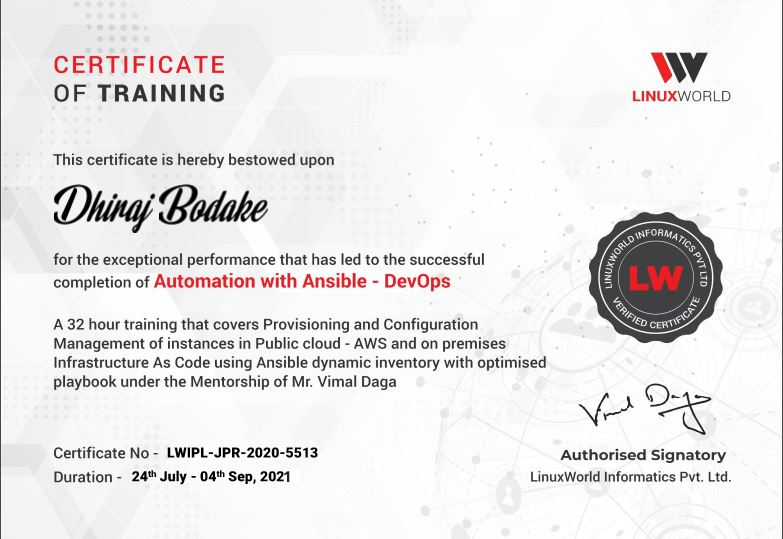 CERTIFICATE
OF TRAINING
LINUXWORLD
This certificate is hereby bestowed upon
Dhiraj Bodake
for the exceptional performance that has led to the successful
completion of Automation with Ansible - DevOps
LINUXWORLD INFORMATICS PVT LTD
LW
VERIFIED CERTIFICATE
A 32 hour training that covers Provisioning and Configuration
Management of instances in Public cloud - AWS and on premises
Infrastructure As Code using Ansible dynamic inventory with optimised
playbook under the Mentorship of Mr. Vimal Daga
Vimal Daga
Certificate No - LWIPL-JPR-2020-5513
Duration - 24th July - 04th Sep, 2021
Authorised Signatory
LinuxWorld Informatics Pvt. Ltd.